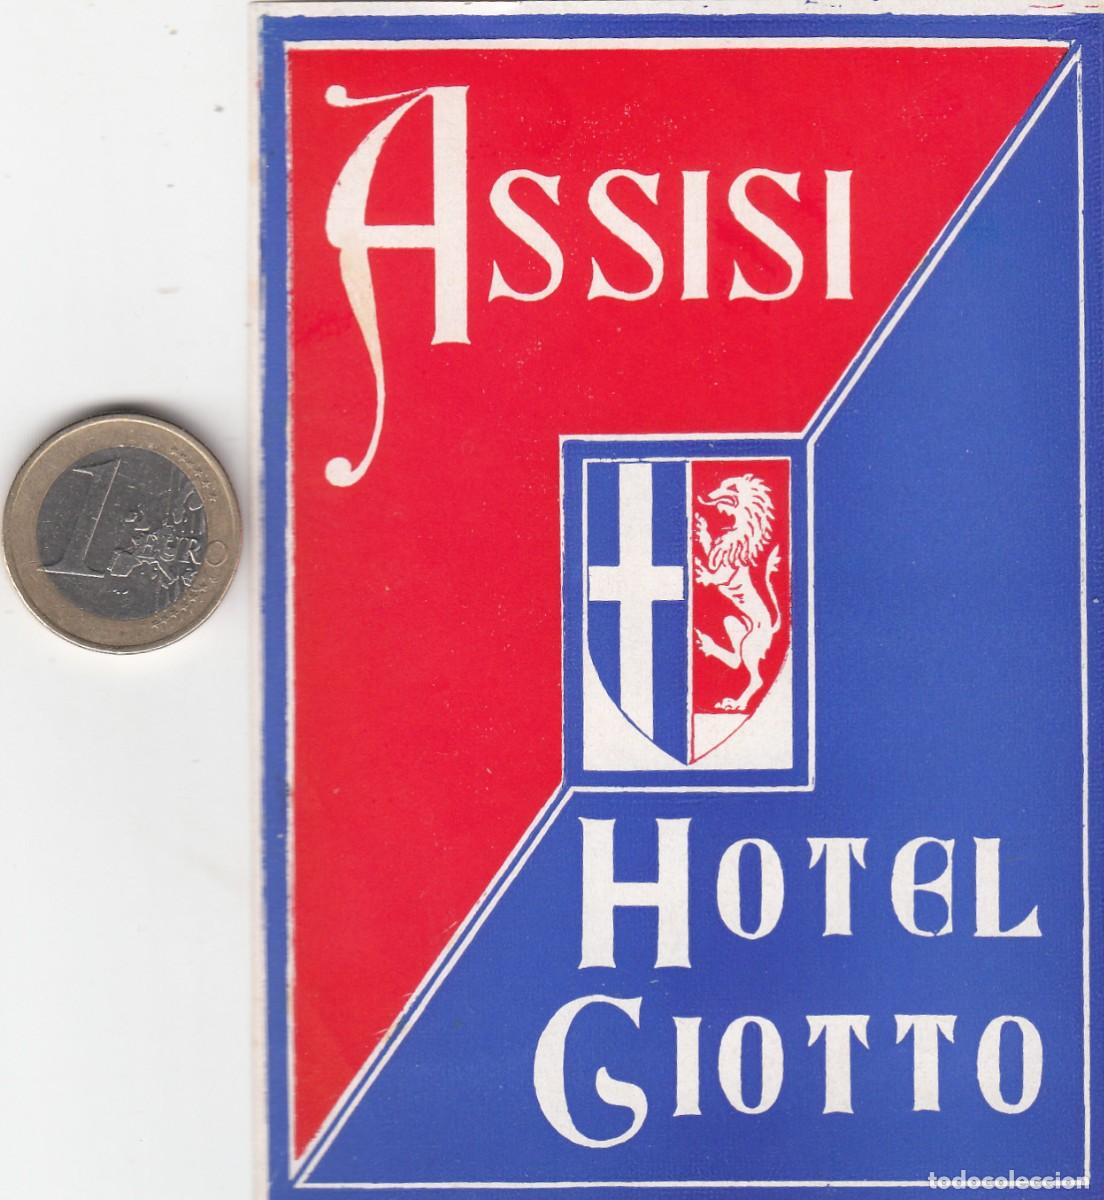 ASSISI
HOTEL
GIOTTO
1
EURO
todocoleccion